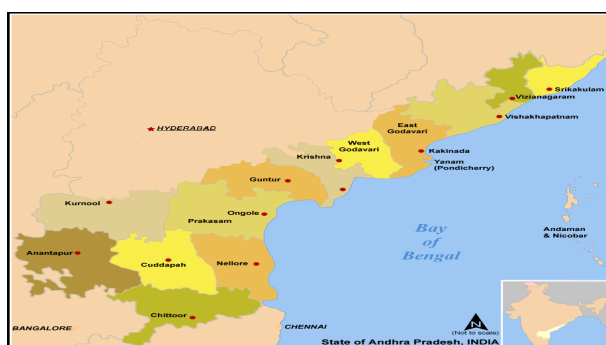 Srikakulam
Vizianagaram
Vishakhapatnam
HYDERABAD
East
Godavari
West
Godavari
Kakinada
Krishna
Yanam
(Pondicherry)
Guntur
Kurnool
Ongole
Prakasam
Andaman
& Nicobar
Bay
of
Bengal
Anantapur
Cuddapah
Nellore
Chittoor
BANGALORE
CHENNAI
N
(Not to scale)
State of Andhra Pradesh, INDIA